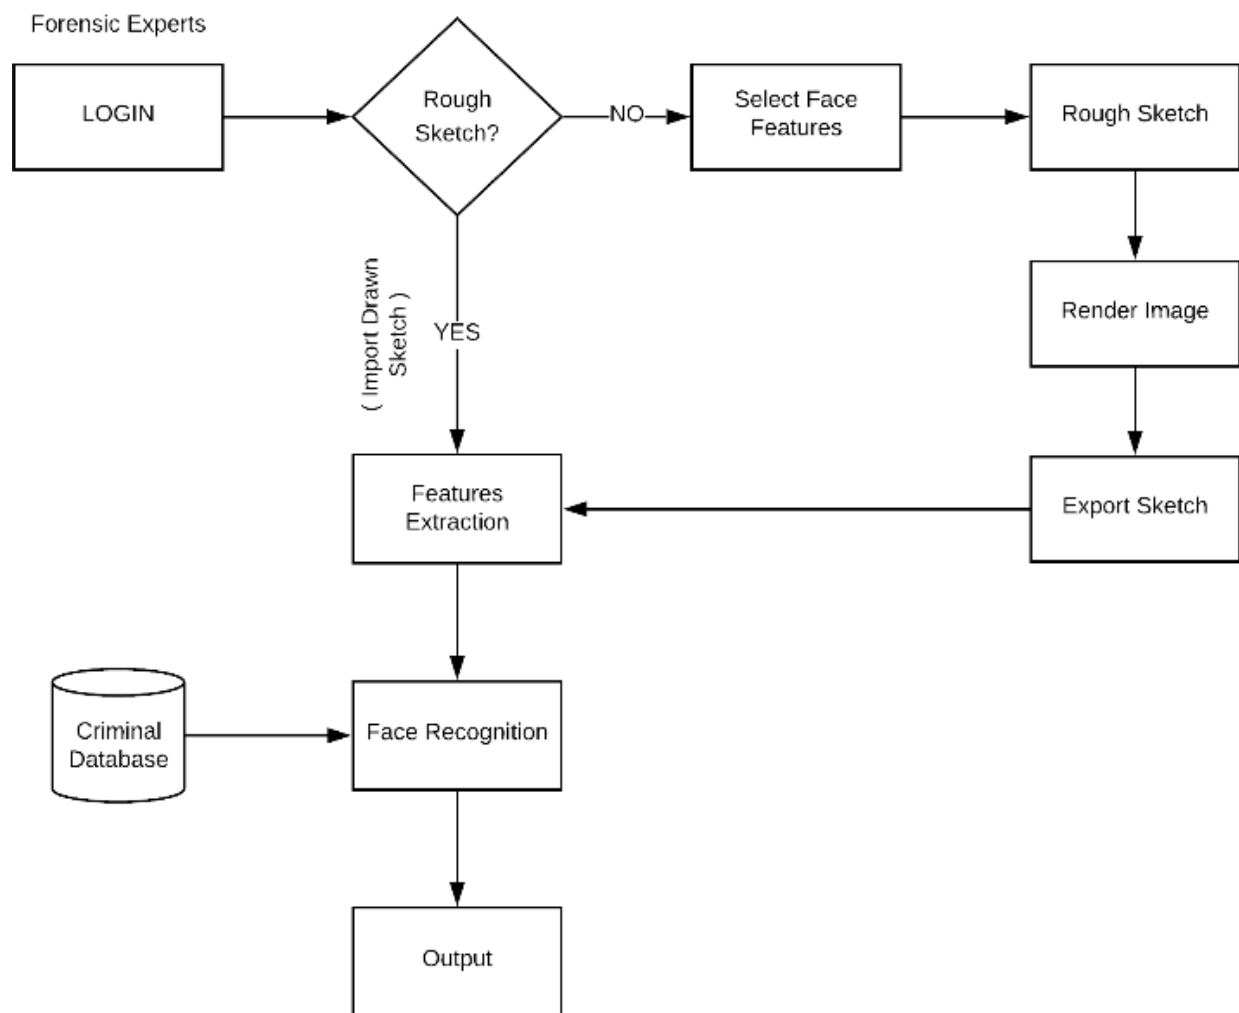 Forensic Experts
LOGIN
Rough
Sketch?
NO
Select Face
Features
Rough Sketch
Render Image
Export Sketch
( Import Drawn
Sketch )
YES
Features
Extraction
Criminal
Database
Face Recognition
Output